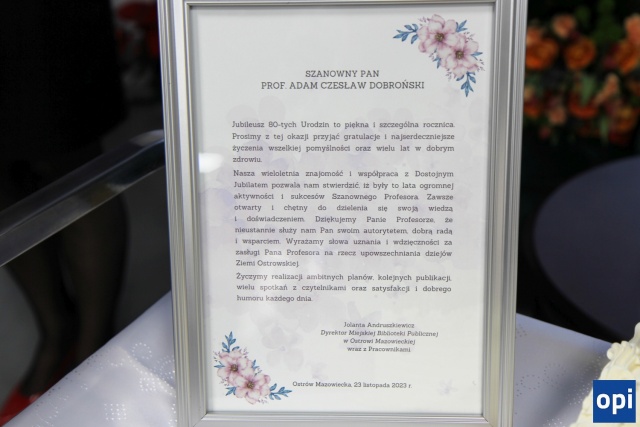 SZANOWNY PAN
PROF. ADAM CZESŁAW DOBROŃSKI
Jubileusz 80-tych Urodzin to piękna i szczególna rocznica.
Prosimy z tej okazji przyjąć gratulacje i najserdeczniejsze
życzenia wszelkiej pomyślności oraz wielu lat w dobrym
zdrowiu.
Nasza wieloletnia znajomość i współpraca z Dostojnym
Jubilatem pozwala nam stwierdzić, iż były to lata ogromnej
aktywności i sukcesów Szanownego Profesora. Zawsze
otwarty i chętny do dzielenia się swoją wiedzą
i doświadczeniem. Dziękujemy Panie Profesorze, że
nieustannie służy nam Pan swoim autorytetem, dobrą radą
i wsparciem. Wyrażamy słowa uznania i wdzięczności za
zasługi Pana Profesora na rzecz upowszechniania dziejów
Ziemi Ostrowskiej.
Życzymy realizacji ambitnych planów, kolejnych publikacji,
wielu spotkań z czytelnikami oraz satysfakcji i dobrego
humoru każdego dnia.
Jolanta Andruszkiewicz
Dyrektor Miejskiej Biblioteki Publicznej
w Ostrowi Mazowieckiej
wraz z Pracownikami
Ostrów Mazowiecka, 23 listopada 2023 r.
opi